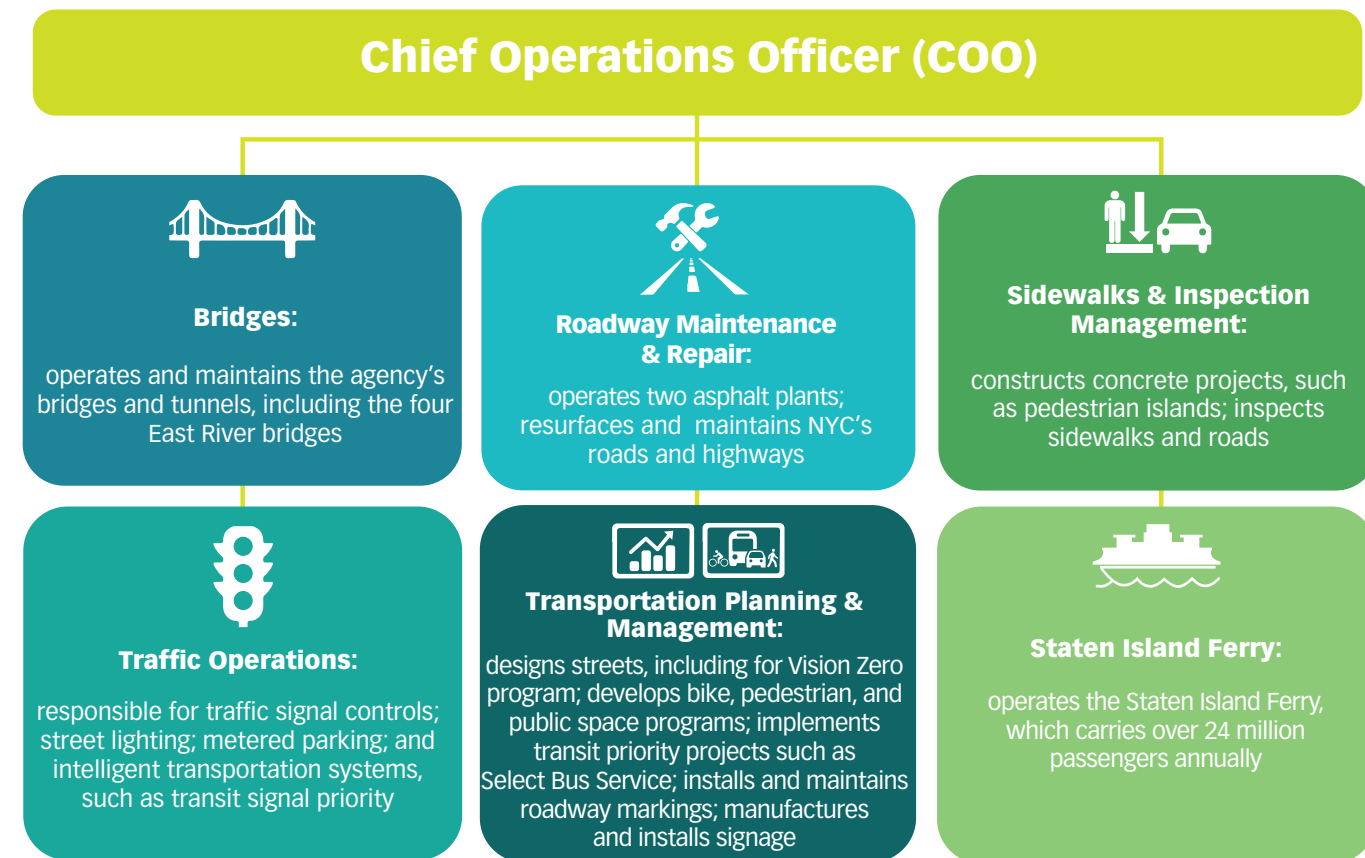 Chief Operations Officer (COO)
Bridges:
operates and maintains the agency's
bridges and tunnels, including the four
East River bridges
Roadway Maintenance
& Repair:
operates two asphalt plants;
resurfaces and maintains NYC's
roads and highways
Sidewalks & Inspection
Management:
constructs concrete projects, such
as pedestrian islands; inspects
sidewalks and roads
Traffic Operations:
responsible for traffic signal controls;
street lighting; metered parking; and
intelligent transportation systems,
such as transit signal priority
Transportation Planning &
Management:
designs streets, including for Vision Zero
program; develops bike, pedestrian, and
public space programs; implements
transit priority projects such as
Select Bus Service; installs and maintains
roadway markings; manufactures
and installs signage
Staten Island Ferry:
operates the Staten Island Ferry,
which carries over 24 million
passengers annually